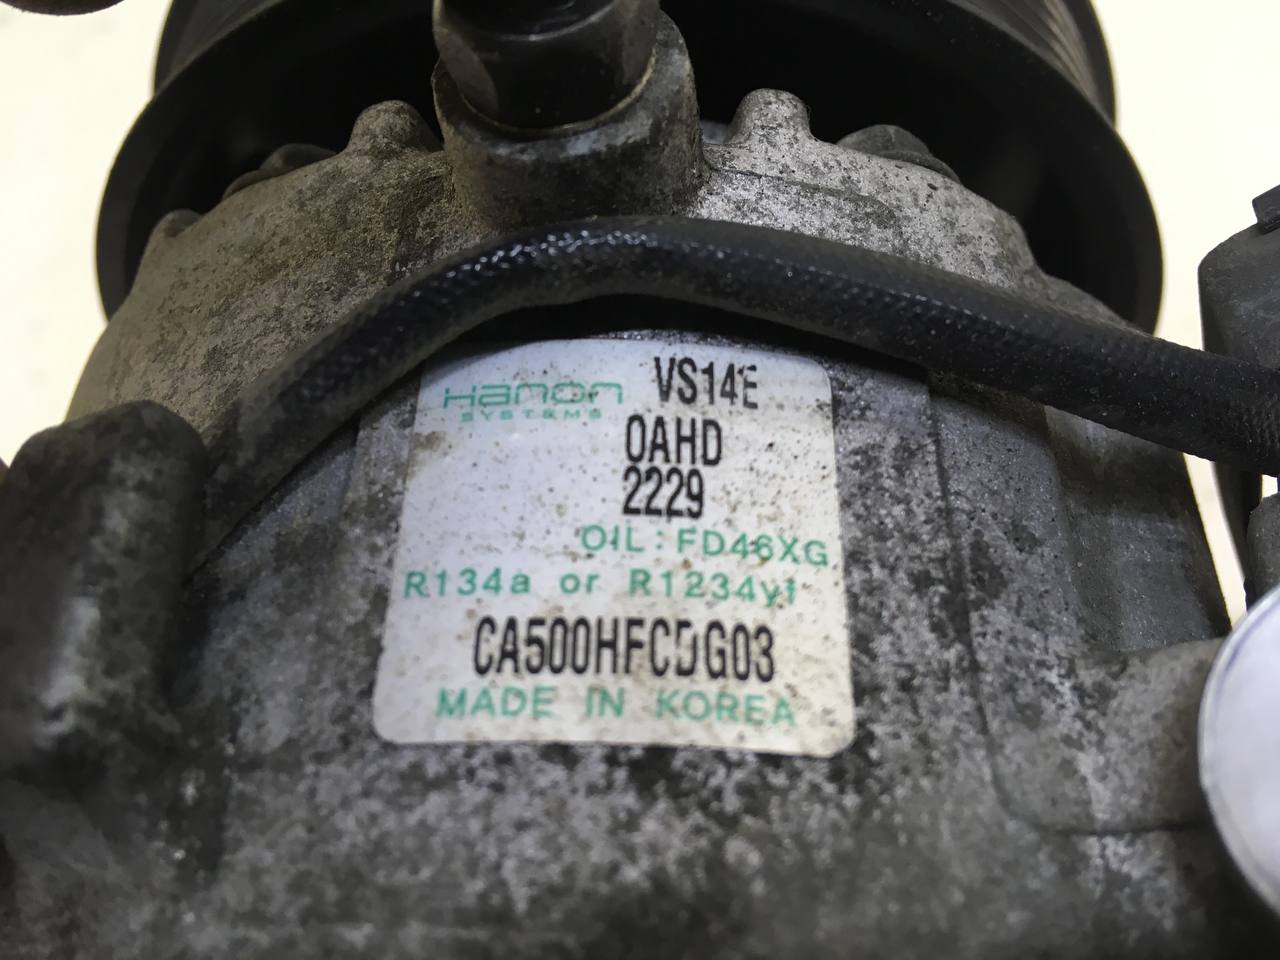 Hanon VS14E
SYSTEMS
0AHD
2229
OIL: FD46XG
R134a or R1234yf
CA500HFCDG03
MADE IN KOREA